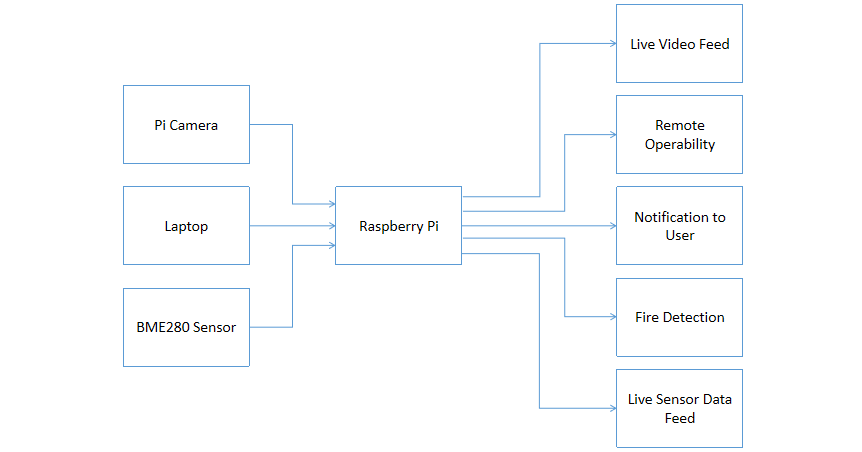 Pi Camera
Laptop
BME280 Sensor
Raspberry Pi
Live Video Feed
Remote
Operability
Notification to
User
Fire Detection
Live Sensor Data
Feed